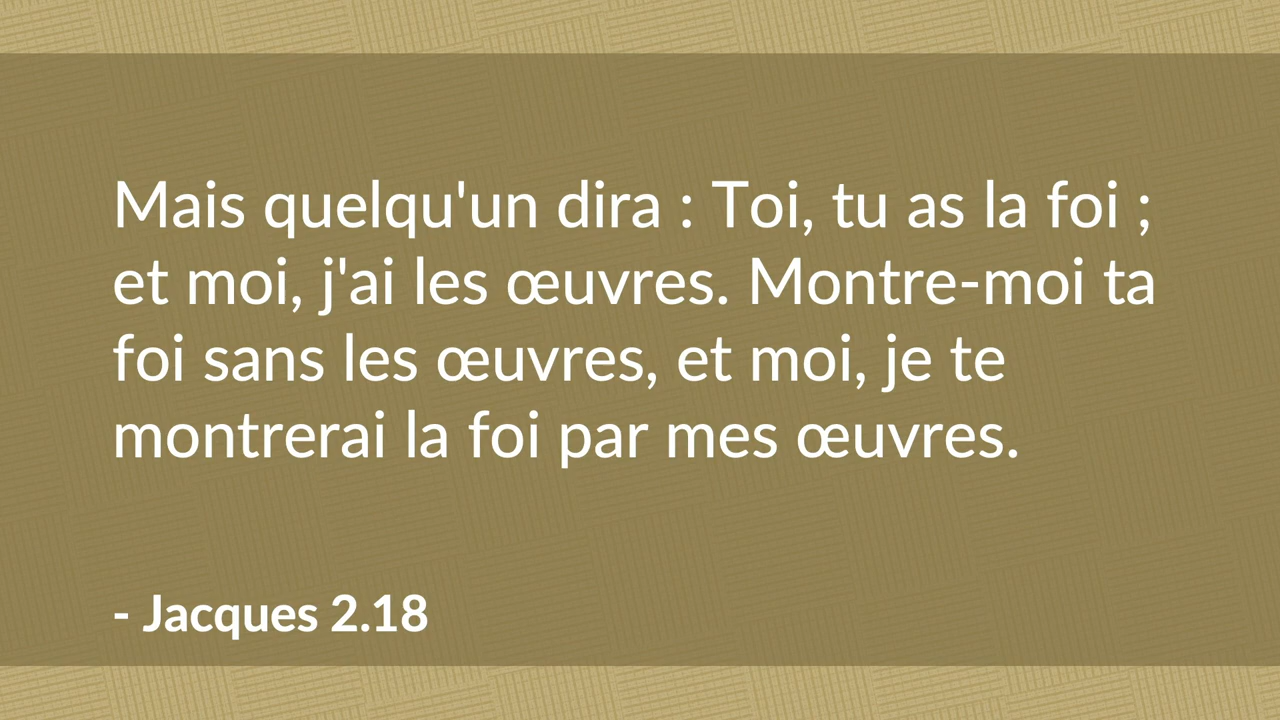 Mais quelqu'un dira : Toi, tu as la foi ;
et moi, j'ai les œuvres. Montre-moi ta
foi sans les œuvres, et moi, je te
montrerai la foi par mes œuvres.
- Jacques 2.18